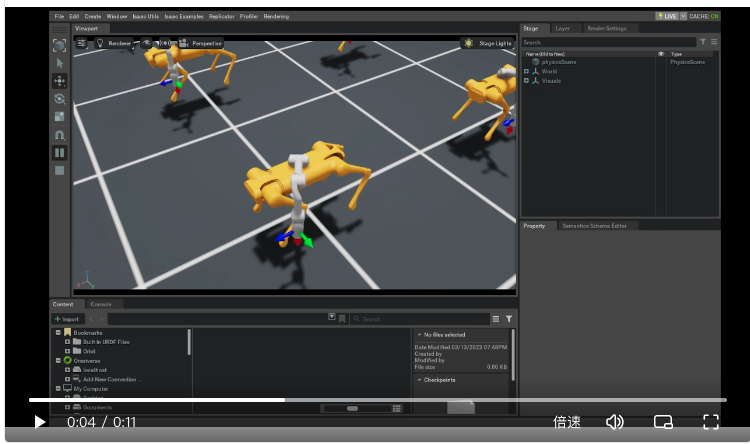 File Edit Create Window Isaac Utils Isaac Examples Replicator Profiler Rendering
LIVE CACHE: ON
Viewport
Renderer
Perspective
Stage Lights
Stage Layer Render Settings
Search
Name (Old to New) Type
physicsScene PhysicsScene
World
Visuals
Property Semantics Schema Editor
Content Console
+ Import
Search
Bookmarks
Built In URDF Files
Orbit
Omniverse
localhost
Add New Connection ...
My Computer
Desktop
Documents
No files selected
Date Modified 03/13/2023 07:48PM
Created by
Modified by
File size 0.00 KB
Checkpoints
0:04 / 0:11
倍速